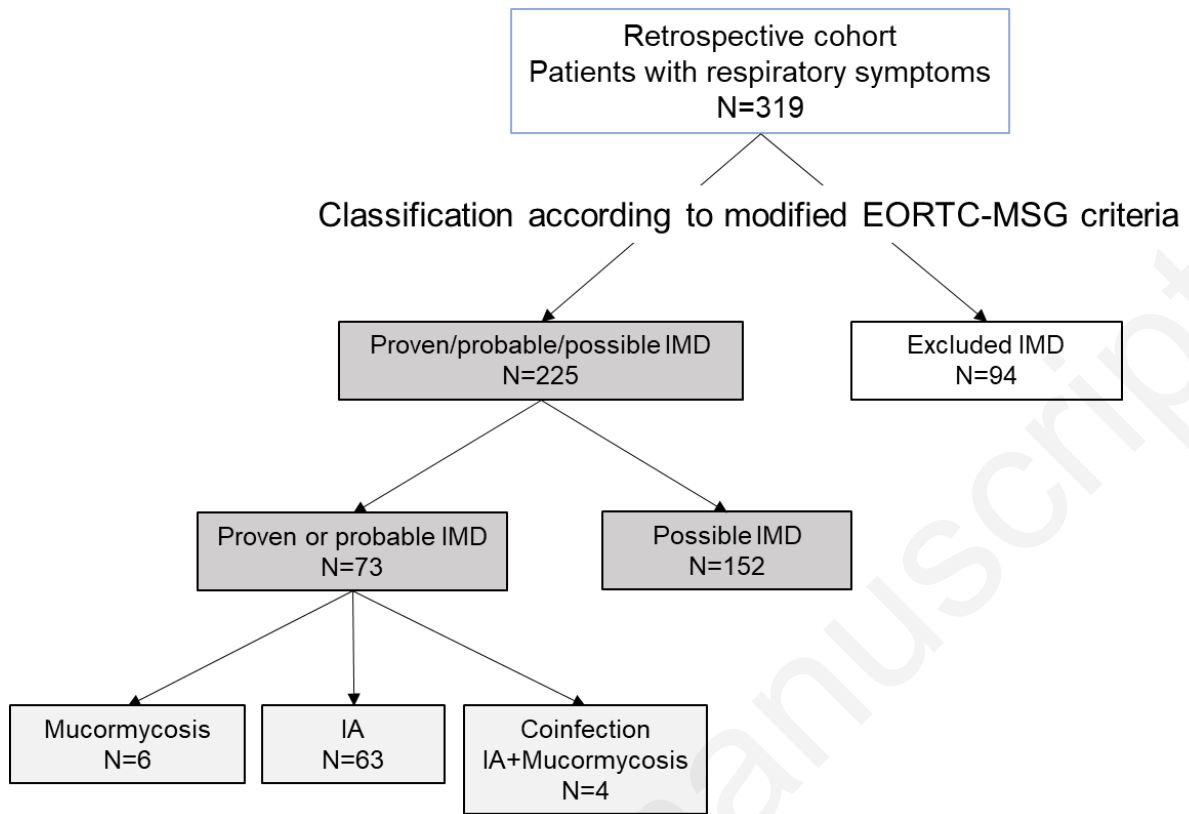 Retrospective cohort
Patients with respiratory symptoms
N=319
Classification according to modified EORTC-MSG criteria
Proven/probable/possible IMD
N=225
Excluded IMD
N=94
Proven or probable IMD
N=73
Possible IMD
N=152
Mucormycosis
N=6
IA
N=63
Coinfection
IA+Mucormycosis
N=4
manuscript